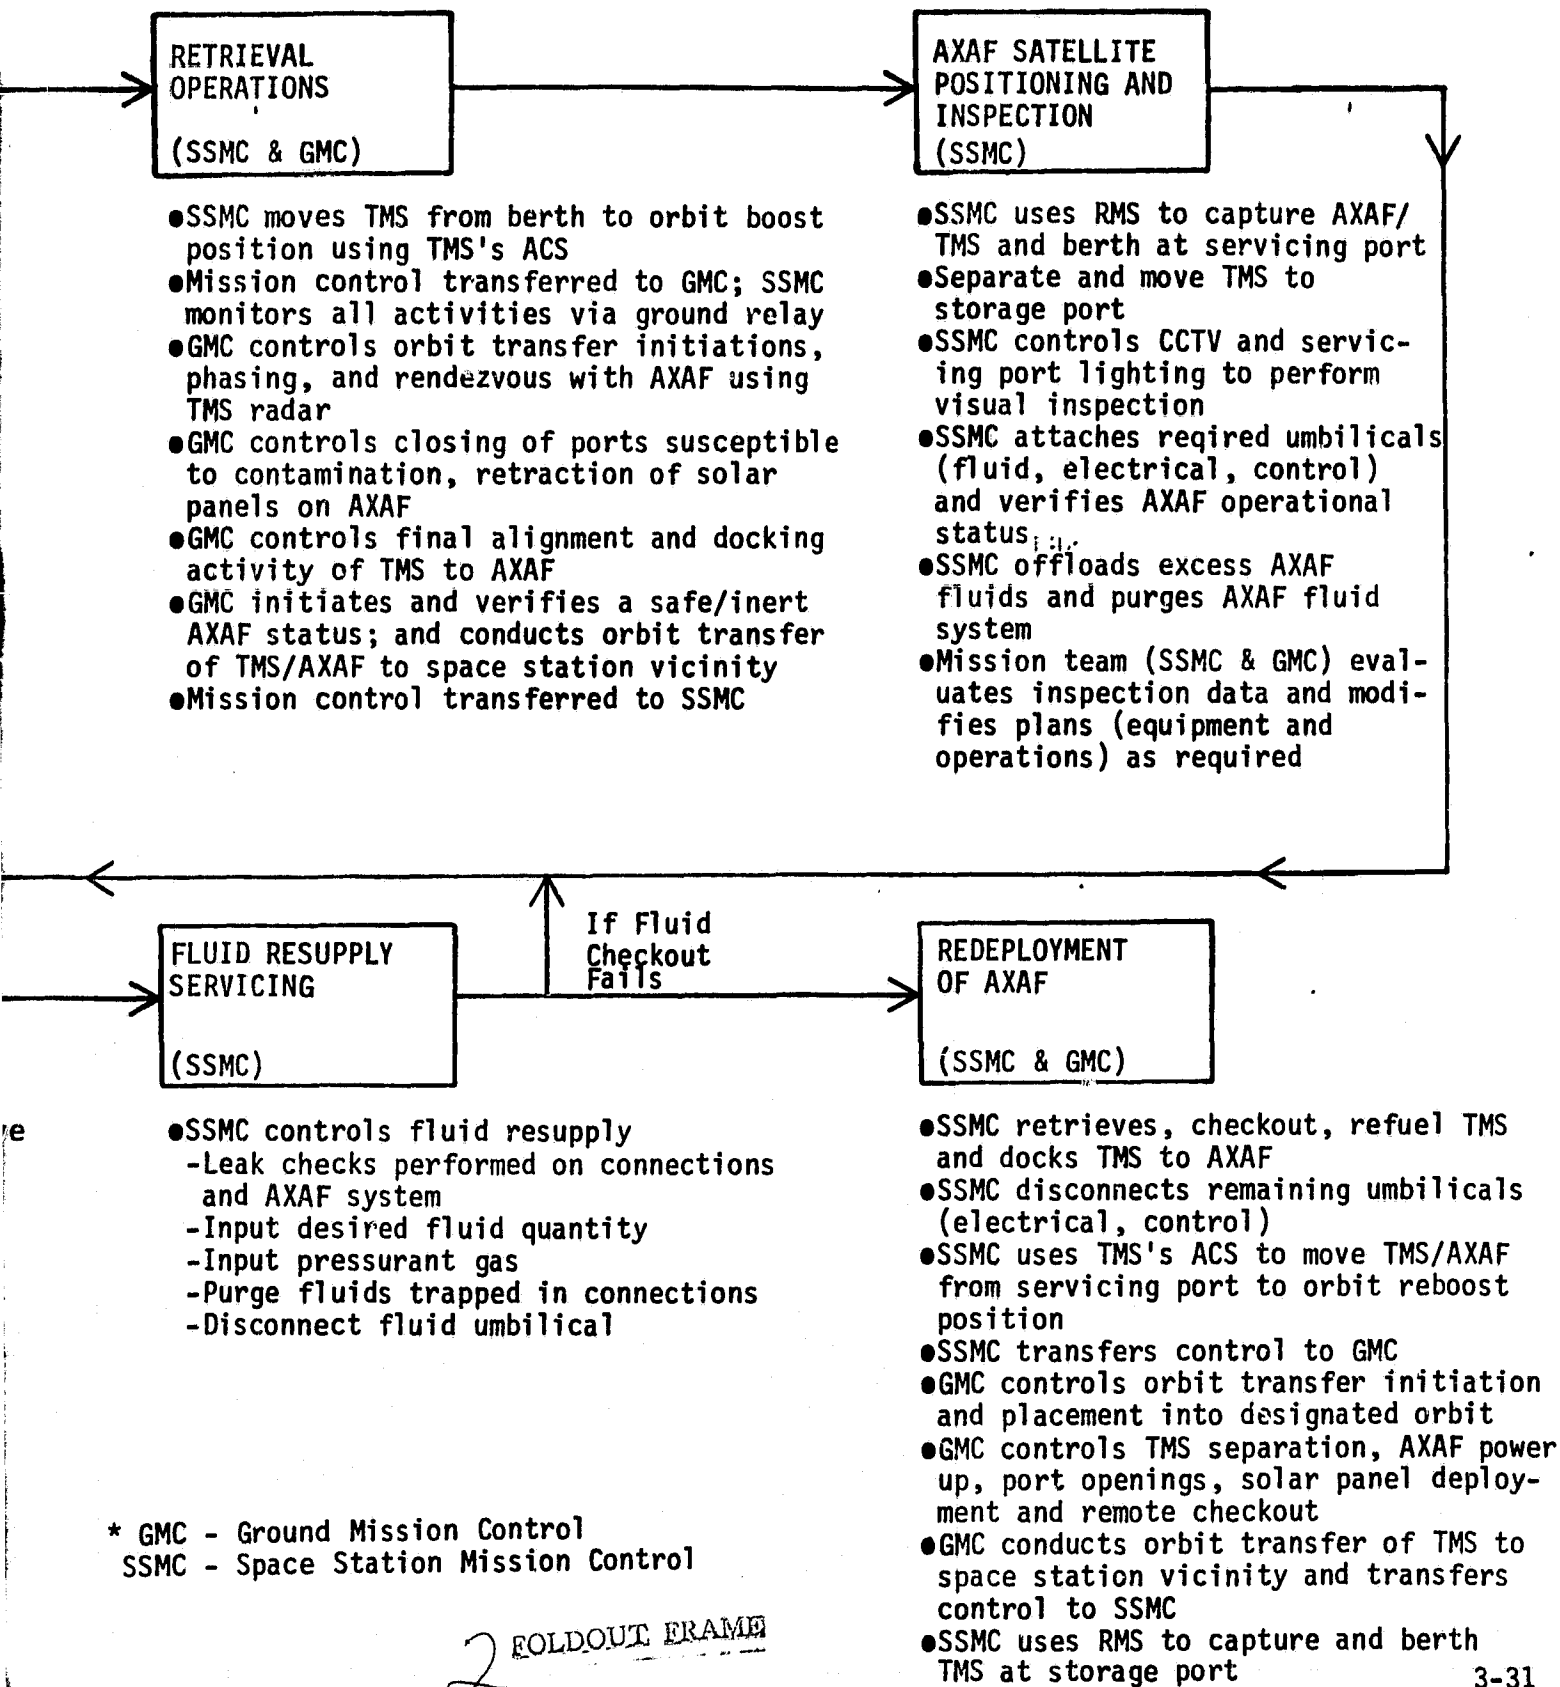 RETRIEVAL
OPERATIONS
(SSMC & GMC)
●SSMC moves TMS from berth to orbit boost
position using TMS's ACS
●Mission control transferred to GMC; SSMC
monitors all activities via ground relay
●GMC controls orbit transfer initiations,
phasing, and rendezvous with AXAF using
TMS radar
●GMC controls closing of ports susceptible
to contamination, retraction of solar
panels on AXAF
●GMC controls final alignment and docking
activity of TMS to AXAF
●GMC initiates and verifies a safe/inert
AXAF status; and conducts orbit transfer
of TMS/AXAF to space station vicinity
●Mission control transferred to SSMC
AXAF SATELLITE
POSITIONING AND
INSPECTION
(SSMC)
●SSMC uses RMS to capture AXAF/
TMS and berth at servicing port
●Separate and move TMS to
storage port
●SSMC controls CCTV and servic-
ing port lighting to perform
visual inspection
●SSMC attaches reqired umbilicals
(fluid, electrical, control)
and verifies AXAF operational
status
●SSMC offloads excess AXAF
fluids and purges AXAF fluid
system
●Mission team (SSMC & GMC) eval-
uates inspection data and modi-
fies plans (equipment and
operations) as required
FLUID RESUPPLY
SERVICING
(SSMC)
If Fluid
Checkout
Fails
●SSMC controls fluid resupply
-Leak checks performed on connections
and AXAF system
-Input desired fluid quantity
-Input pressurant gas
-Purge fluids trapped in connections
-Disconnect fluid umbilical
REDEPLOYMENT
OF AXAF
(SSMC & GMC)
●SSMC retrieves, checkout, refuel TMS
and docks TMS to AXAF
●SSMC disconnects remaining umbilicals
(electrical, control)
●SSMC uses TMS's ACS to move TMS/AXAF
from servicing port to orbit reboost
position
●SSMC transfers control to GMC
●GMC controls orbit transfer initiation
and placement into designated orbit
●GMC controls TMS separation, AXAF power
up, port openings, solar panel deploy-
ment and remote checkout
●GMC conducts orbit transfer of TMS to
space station vicinity and transfers
control to SSMC
●SSMC uses RMS to capture and berth
TMS at storage port
* GMC - Ground Mission Control
SSMC - Space Station Mission Control
2 FOLDOUT FRAME
3-31